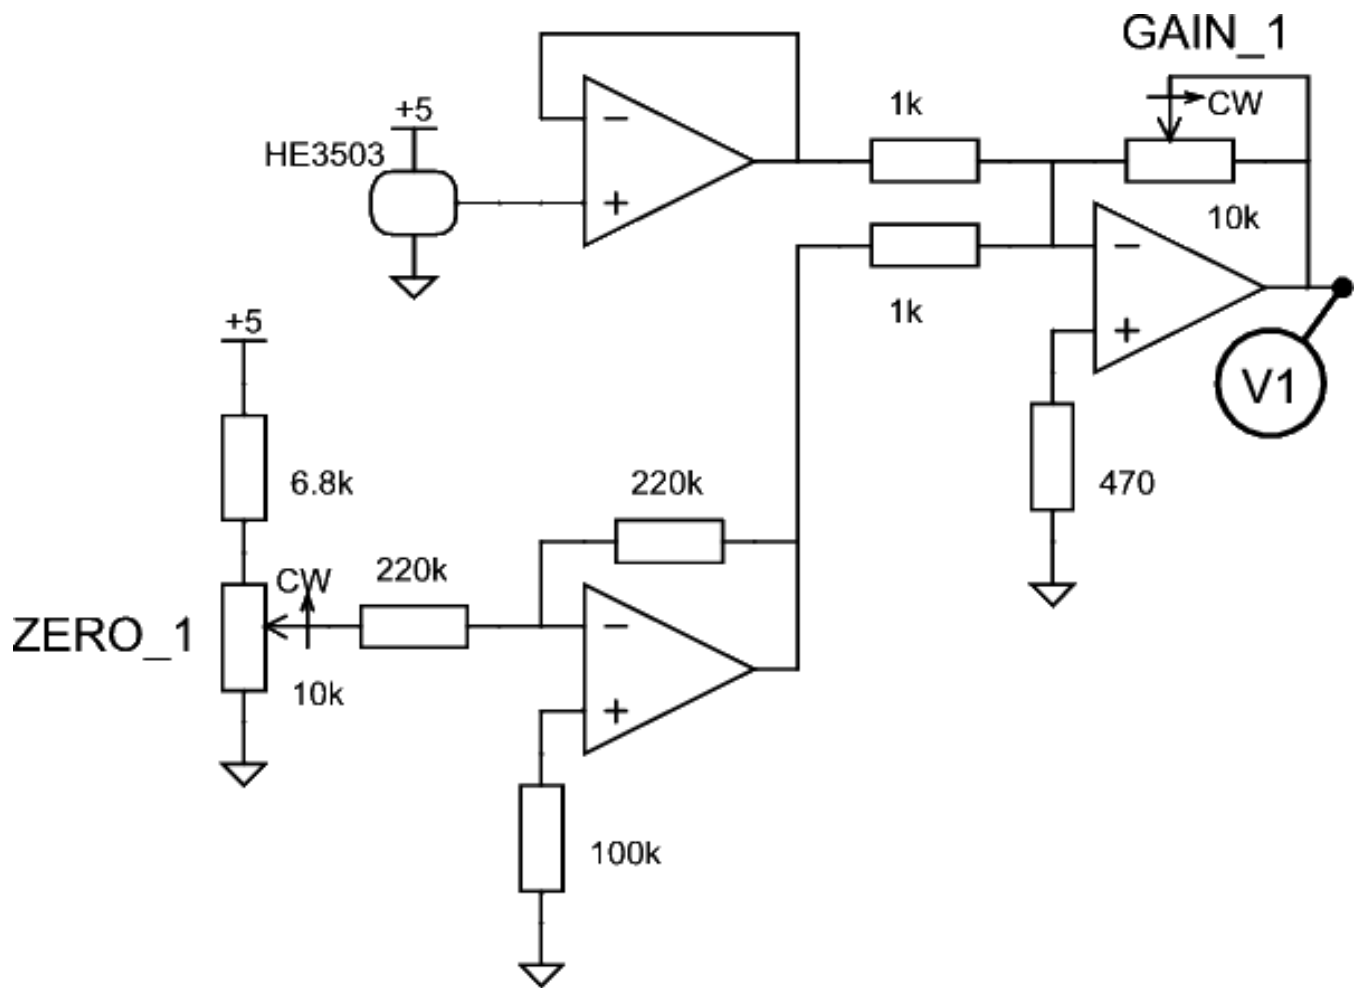 GAIN_1
+5
1k
CW
HE3503
−
+
10k
−
1k
+
+5
V1
6.8k
220k
470
CW
220k
ZERO_1
−
10k
+
100k